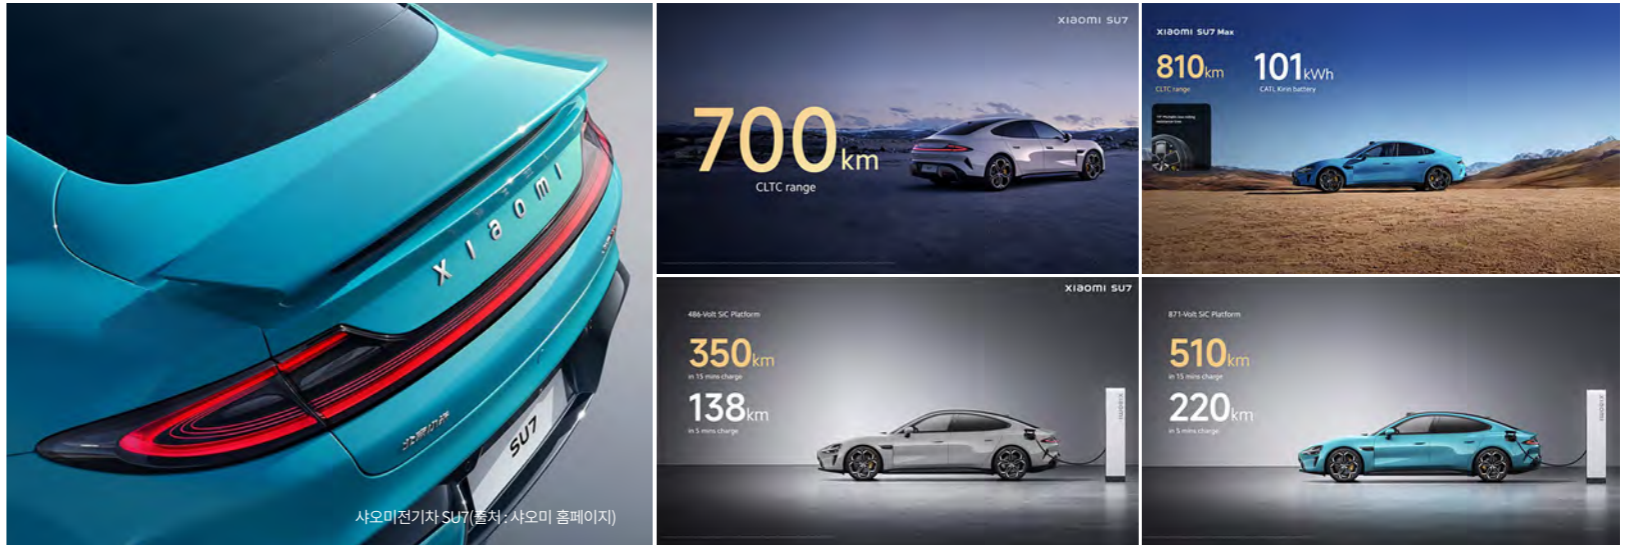 xiaomi
SU7
샤오미전기차 SU7(출처 : 샤오미 홈페이지)
xiaomi SU7
700km
CLTC range
xiaomi SU7 Max
810km
101kWh
CLTC range
CATL Kirin battery
xiaomi SU7
486-Volt SiC Platform
350km
in 15 mins charge
138km
in 5 mins charge
xiaomi
871-Volt SiC Platform
510km
in 15 mins charge
220km
in 5 mins charge
xiaomi